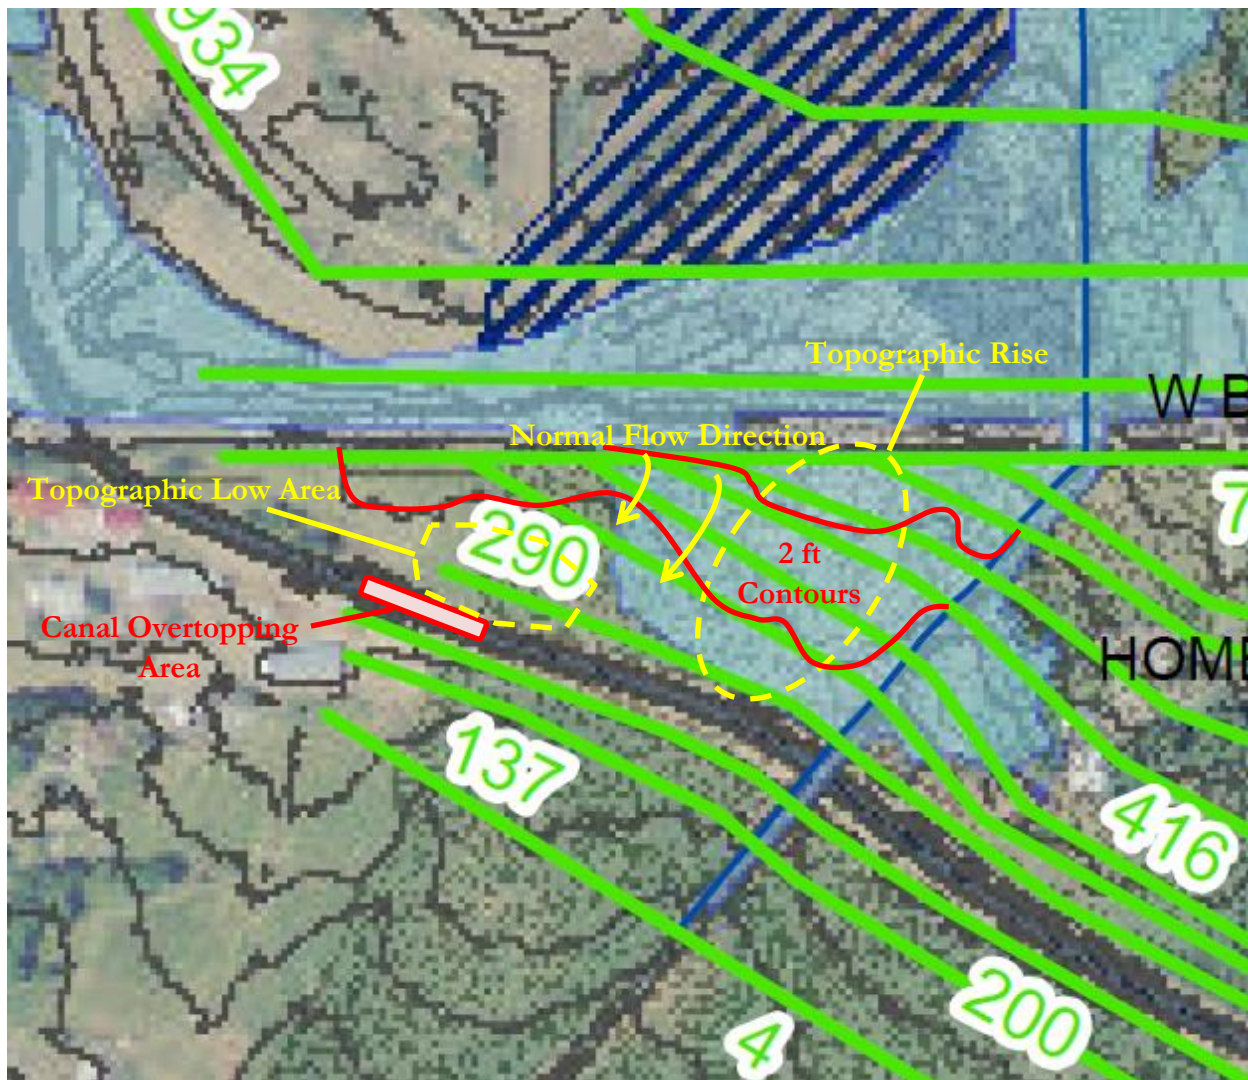 934
Topographic Rise
W B
Normal Flow Direction
Topographic Low Area
7
290
2 ft
Contours
Canal Overtopping
Area
HOME
137
416
200
4